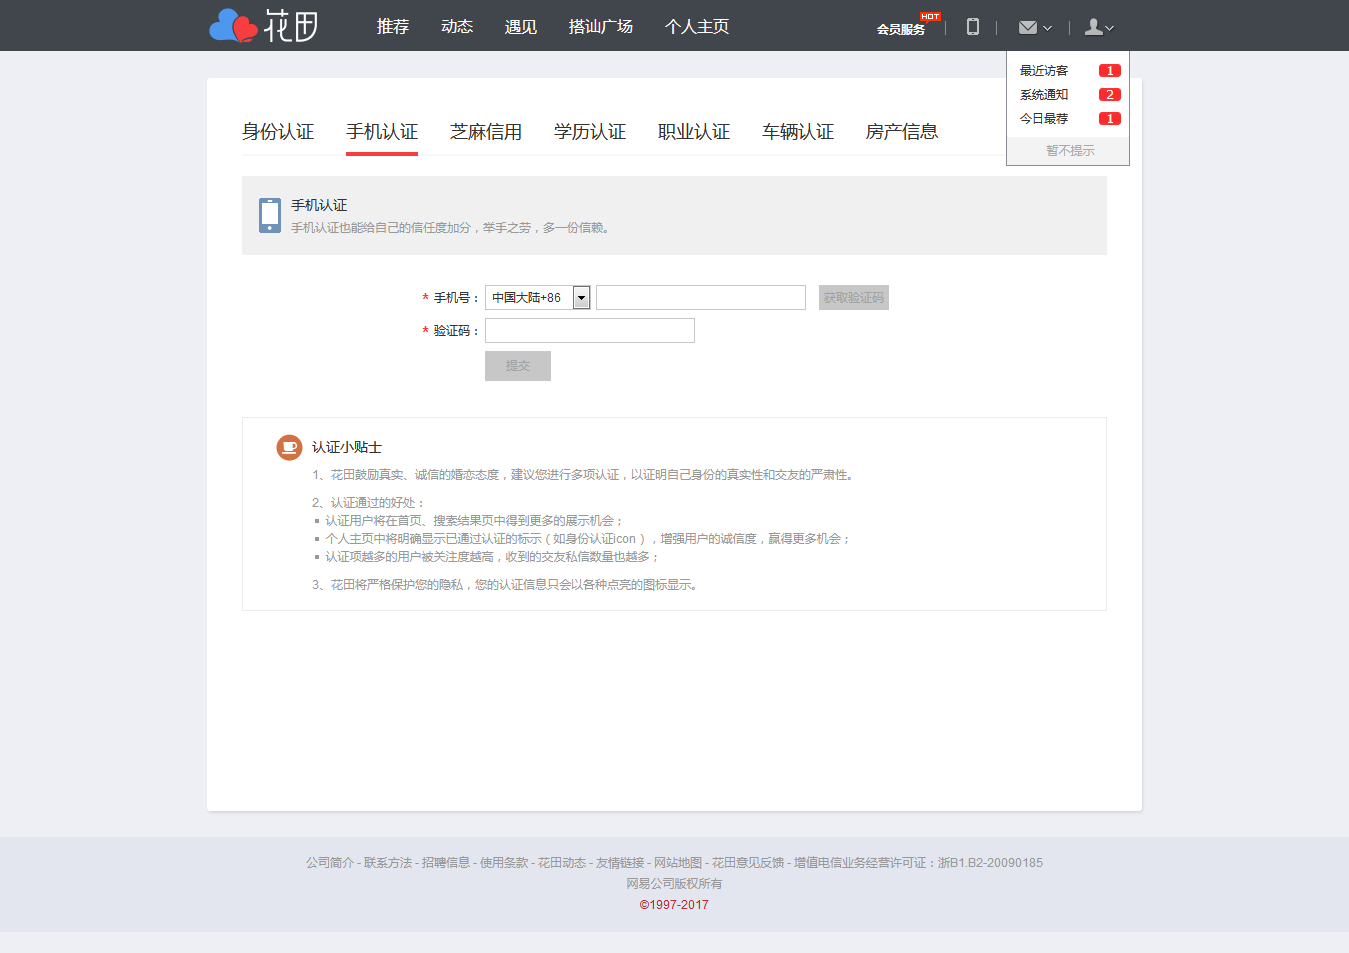 花田 推荐 动态 遇见 搭讪广场 个人主页 会员服务 HOT
最近访客 1
系统通知 2
今日最荐 1
暂不提示
身份认证 手机认证 芝麻信用 学历认证 职业认证 车辆认证 房产信息
手机认证
手机认证也能给自己的信任度加分，举手之劳，多一份信赖。
* 手机号： 中国大陆+86 获取验证码
* 验证码：
提交
认证小贴士
1、花田鼓励真实、诚信的婚恋态度，建议您进行多项认证，以证明自己身份的真实性和交友的严肃性。
2、认证通过的好处：
▪ 认证用户将在首页、搜索结果页中得到更多的展示机会；
▪ 个人主页中将明确显示已通过认证的标示（如身份认证icon），增强用户的诚信度，赢得更多机会；
▪ 认证项越多的用户被关注度越高，收到的交友私信数量也越多；
3、花田将严格保护您的隐私，您的认证信息只会以各种点亮的图标显示。
公司简介 - 联系方法 - 招聘信息 - 使用条款 - 花田动态 - 友情链接 - 网站地图 - 花田意见反馈 - 增值电信业务经营许可证：浙B1.B2-20090185
网易公司版权所有
©1997-2017